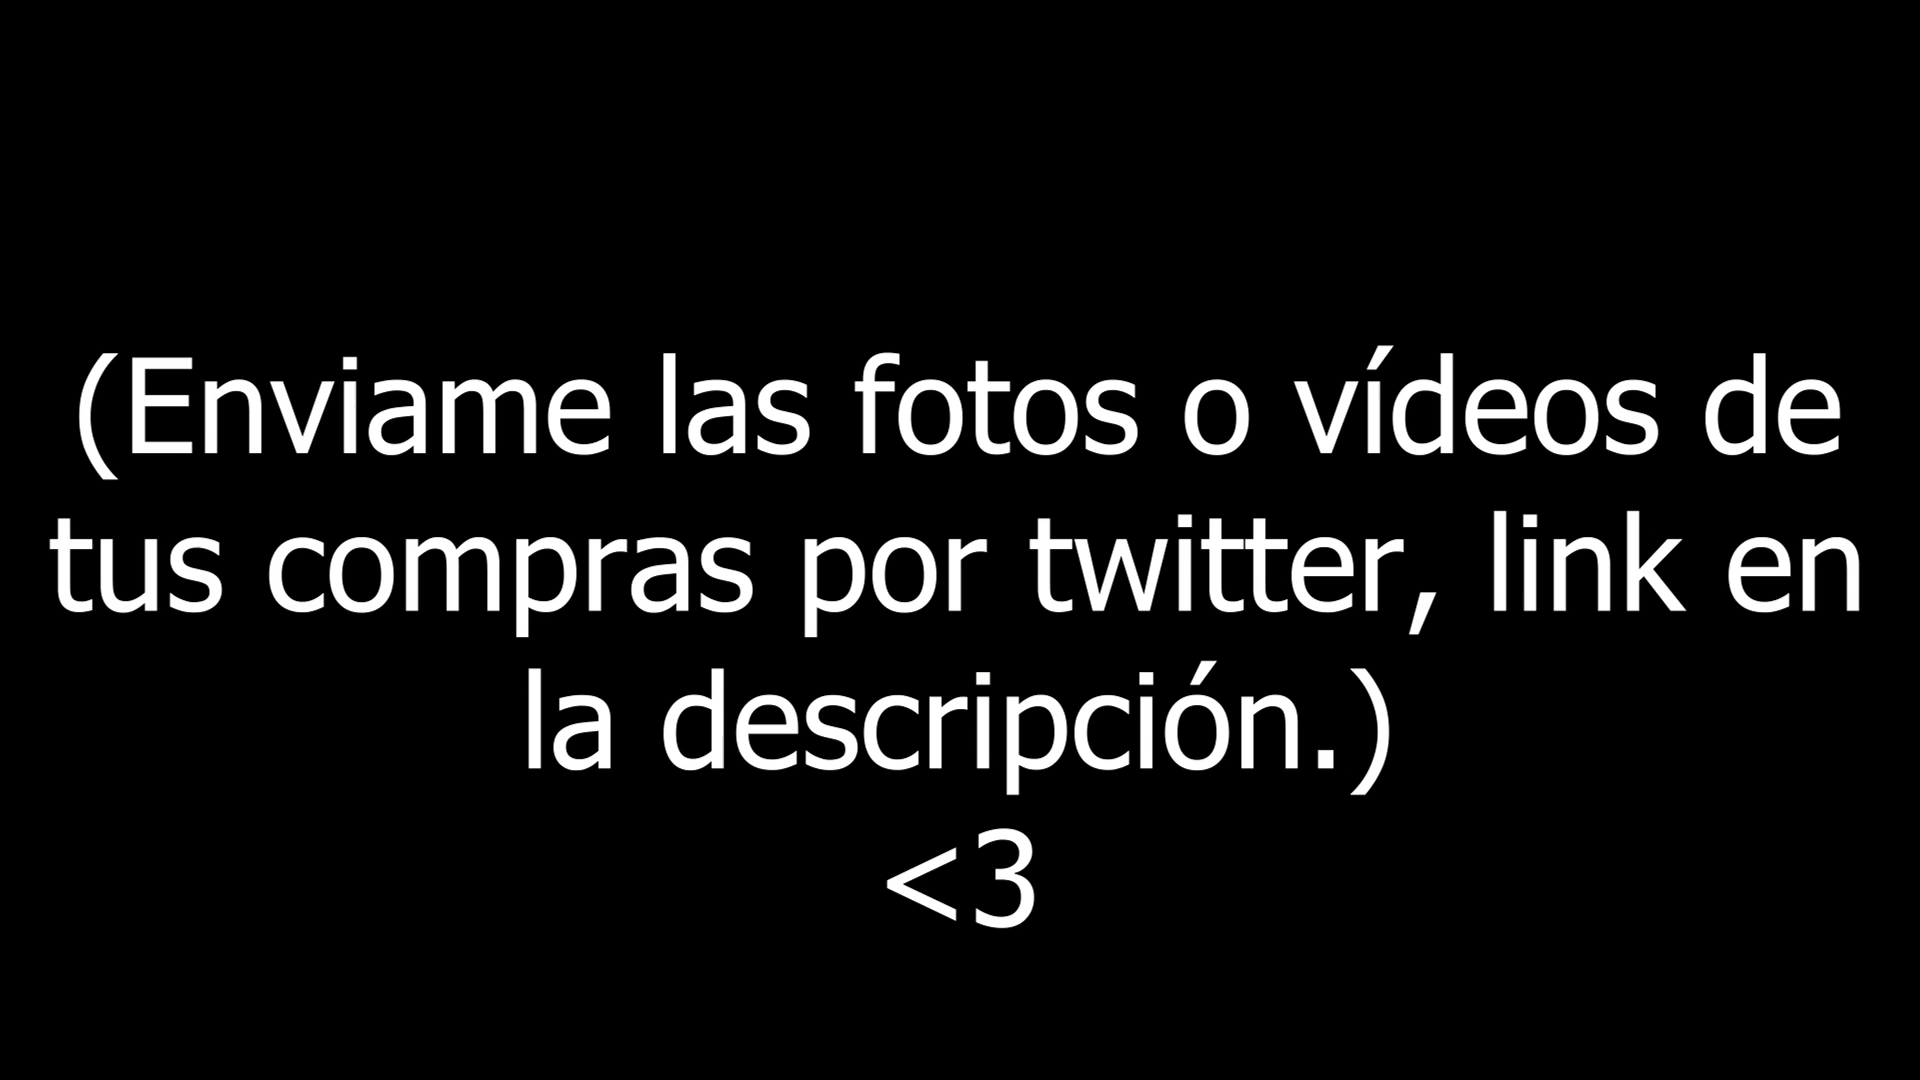 (Enviame las fotos o vídeos de
tus compras por twitter, link en
la descripción.)
<3